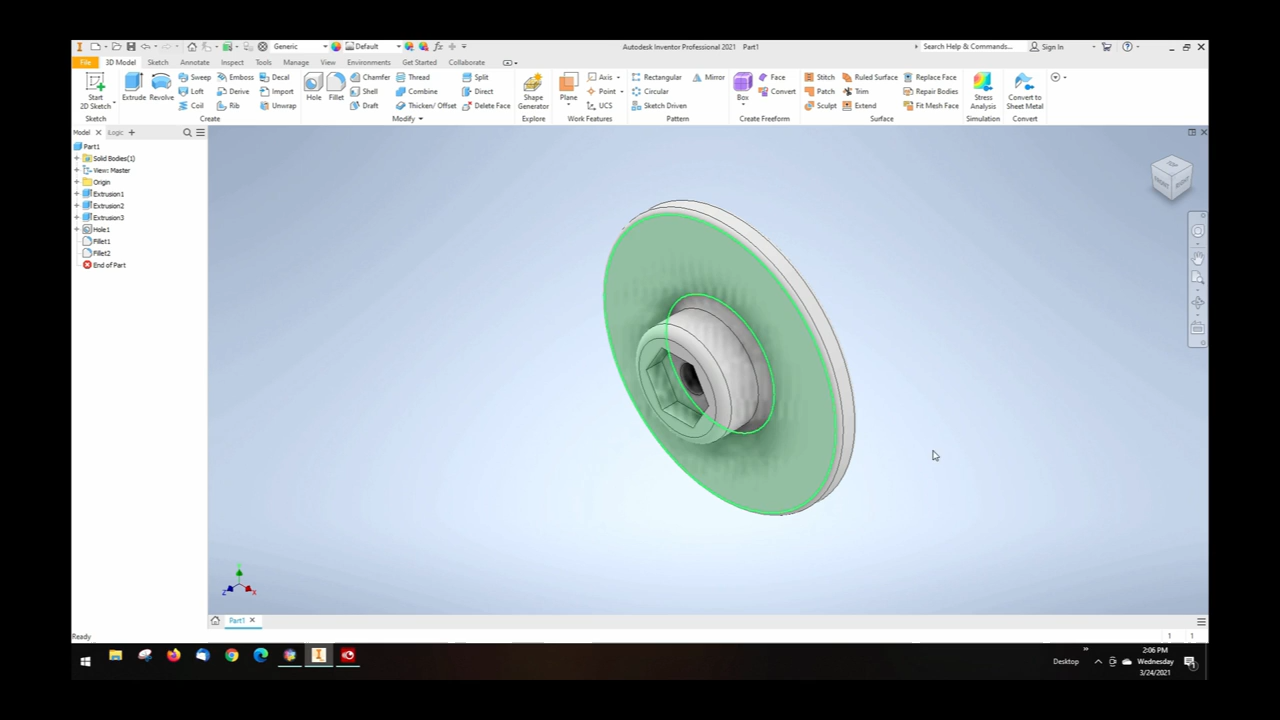 Generic Default Autodesk Inventor Professional 2021 Part1 Search Help & Commands... Sign In
File 3D Model Sketch Annotate Inspect Tools Manage View Environments Get Started Collaborate
Start 2D Sketch
Extrude Revolve
Sweep Emboss Decal
Loft Derive Import
Coil Rib Unwrap
Hole Fillet
Chamfer Thread Split
Shell Combine Direct
Draft Thicken/ Offset Delete Face
Shape Generator
Plane
Axis
Point
UCS
Rectangular Mirror
Circular
Sketch Driven
Box
Face
Convert
Stitch Ruled Surface Replace Face
Patch Trim Repair Bodies
Sculpt Extend Fit Mesh Face
Stress Analysis
Convert to Sheet Metal
Sketch Create Modify Explore Work Features Pattern Create Freeform Surface Simulation Convert
Model Logic
Part1
Solid Bodies(1)
View: Master
Origin
Extrusion1
Extrusion2
Extrusion3
Hole1
Fillet1
Fillet2
End of Part
TOP
FRONT RIGHT
Y
Z X
Part1
Ready 1 1
Desktop
2:06 PM
Wednesday
3/24/2021